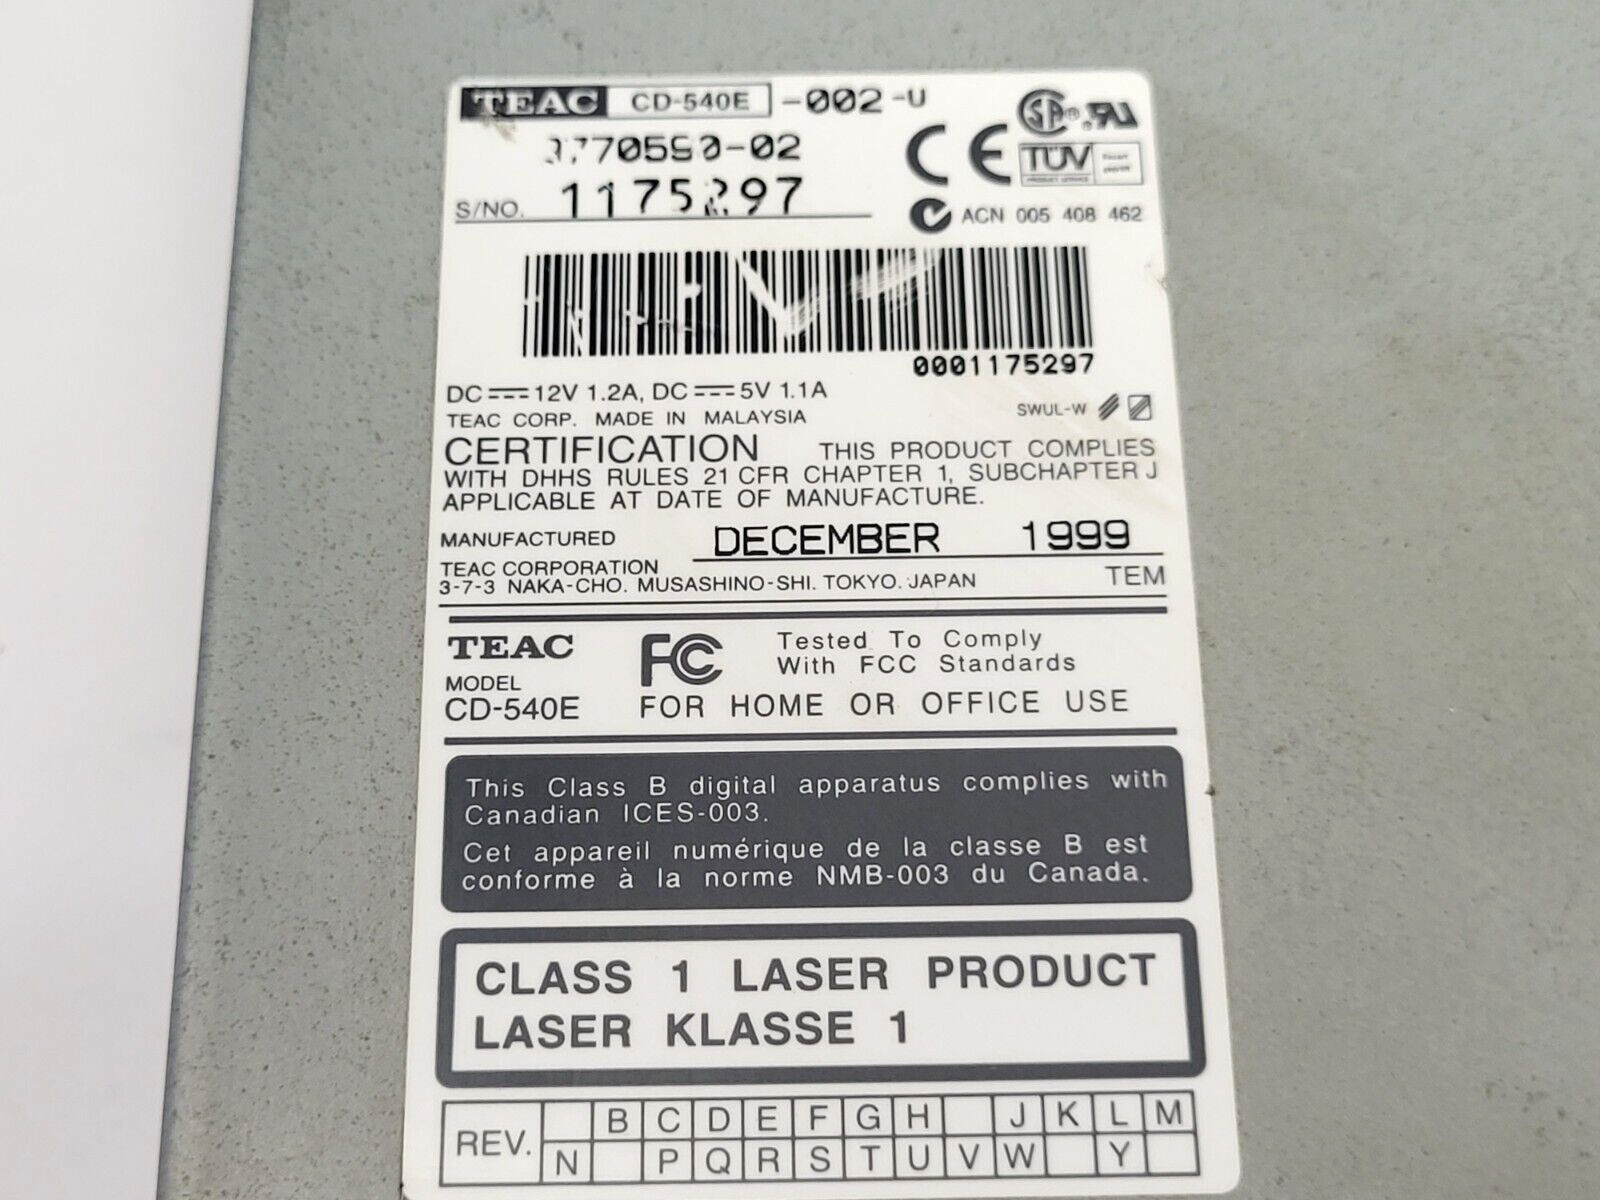 TEAC CD-540E -002-U
S/NO. 1175297
ACN 005 408 462
TÜV
PRODUCT SERVICE
0001175297
DC 12V 1.2A, DC 5V 1.1A
TEAC CORP. MADE IN MALAYSIA
SWUL-W
CERTIFICATION THIS PRODUCT COMPLIES
WITH DHHS RULES 21 CFR CHAPTER 1, SUBCHAPTER J
APPLICABLE AT DATE OF MANUFACTURE.
MANUFACTURED DECEMBER 1999
TEAC CORPORATION
3-7-3 NAKA-CHO. MUSASHINO-SHI. TOKYO. JAPAN TEM
TEAC FC Tested To Comply
With FCC Standards
MODEL
CD-540E FOR HOME OR OFFICE USE
This Class B digital apparatus complies with
Canadian ICES-003.
Cet appareil numérique de la classe B est
conforme à la norme NMB-003 du Canada.
CLASS 1 LASER PRODUCT
LASER KLASSE 1
REV. B C D E F G H J K L M
N P Q R S T U V W Y